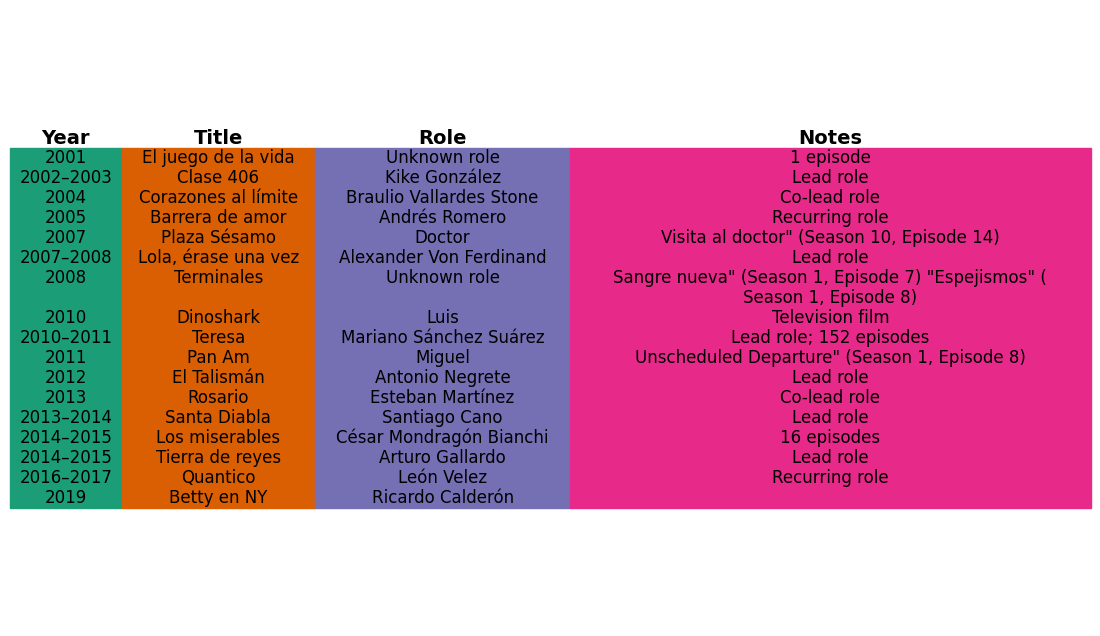 Year Title Role Notes
2001 El juego de la vida Unknown role 1 episode
2002–2003 Clase 406 Kike González Lead role
2004 Corazones al límite Braulio Vallardes Stone Co-lead role
2005 Barrera de amor Andrés Romero Recurring role
2007 Plaza Sésamo Doctor Visita al doctor" (Season 10, Episode 14)
2007–2008 Lola, érase una vez Alexander Von Ferdinand Lead role
2008 Terminales Unknown role Sangre nueva" (Season 1, Episode 7) "Espejismos" (
Season 1, Episode 8)
2010 Dinoshark Luis Television film
2010–2011 Teresa Mariano Sánchez Suárez Lead role; 152 episodes
2011 Pan Am Miguel Unscheduled Departure" (Season 1, Episode 8)
2012 El Talismán Antonio Negrete Lead role
2013 Rosario Esteban Martínez Co-lead role
2013–2014 Santa Diabla Santiago Cano Lead role
2014–2015 Los miserables César Mondragón Bianchi 16 episodes
2014–2015 Tierra de reyes Arturo Gallardo Lead role
2016–2017 Quantico León Velez Recurring role
2019 Betty en NY Ricardo Calderón